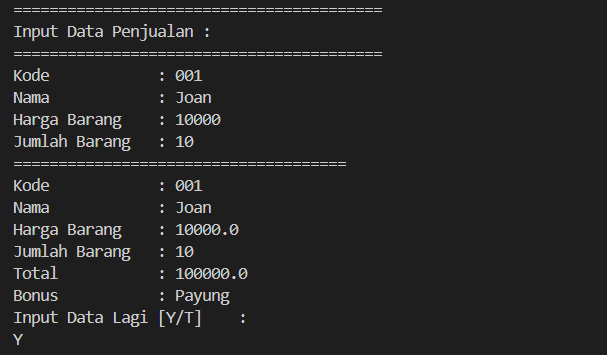 =========================================
Input Data Penjualan :
=========================================
Kode            : 001
Nama            : Joan
Harga Barang    : 10000
Jumlah Barang   : 10
=====================================
Kode            : 001
Nama            : Joan
Harga Barang    : 10000.0
Jumlah Barang   : 10
Total           : 100000.0
Bonus           : Payung
Input Data Lagi [Y/T]    :
Y